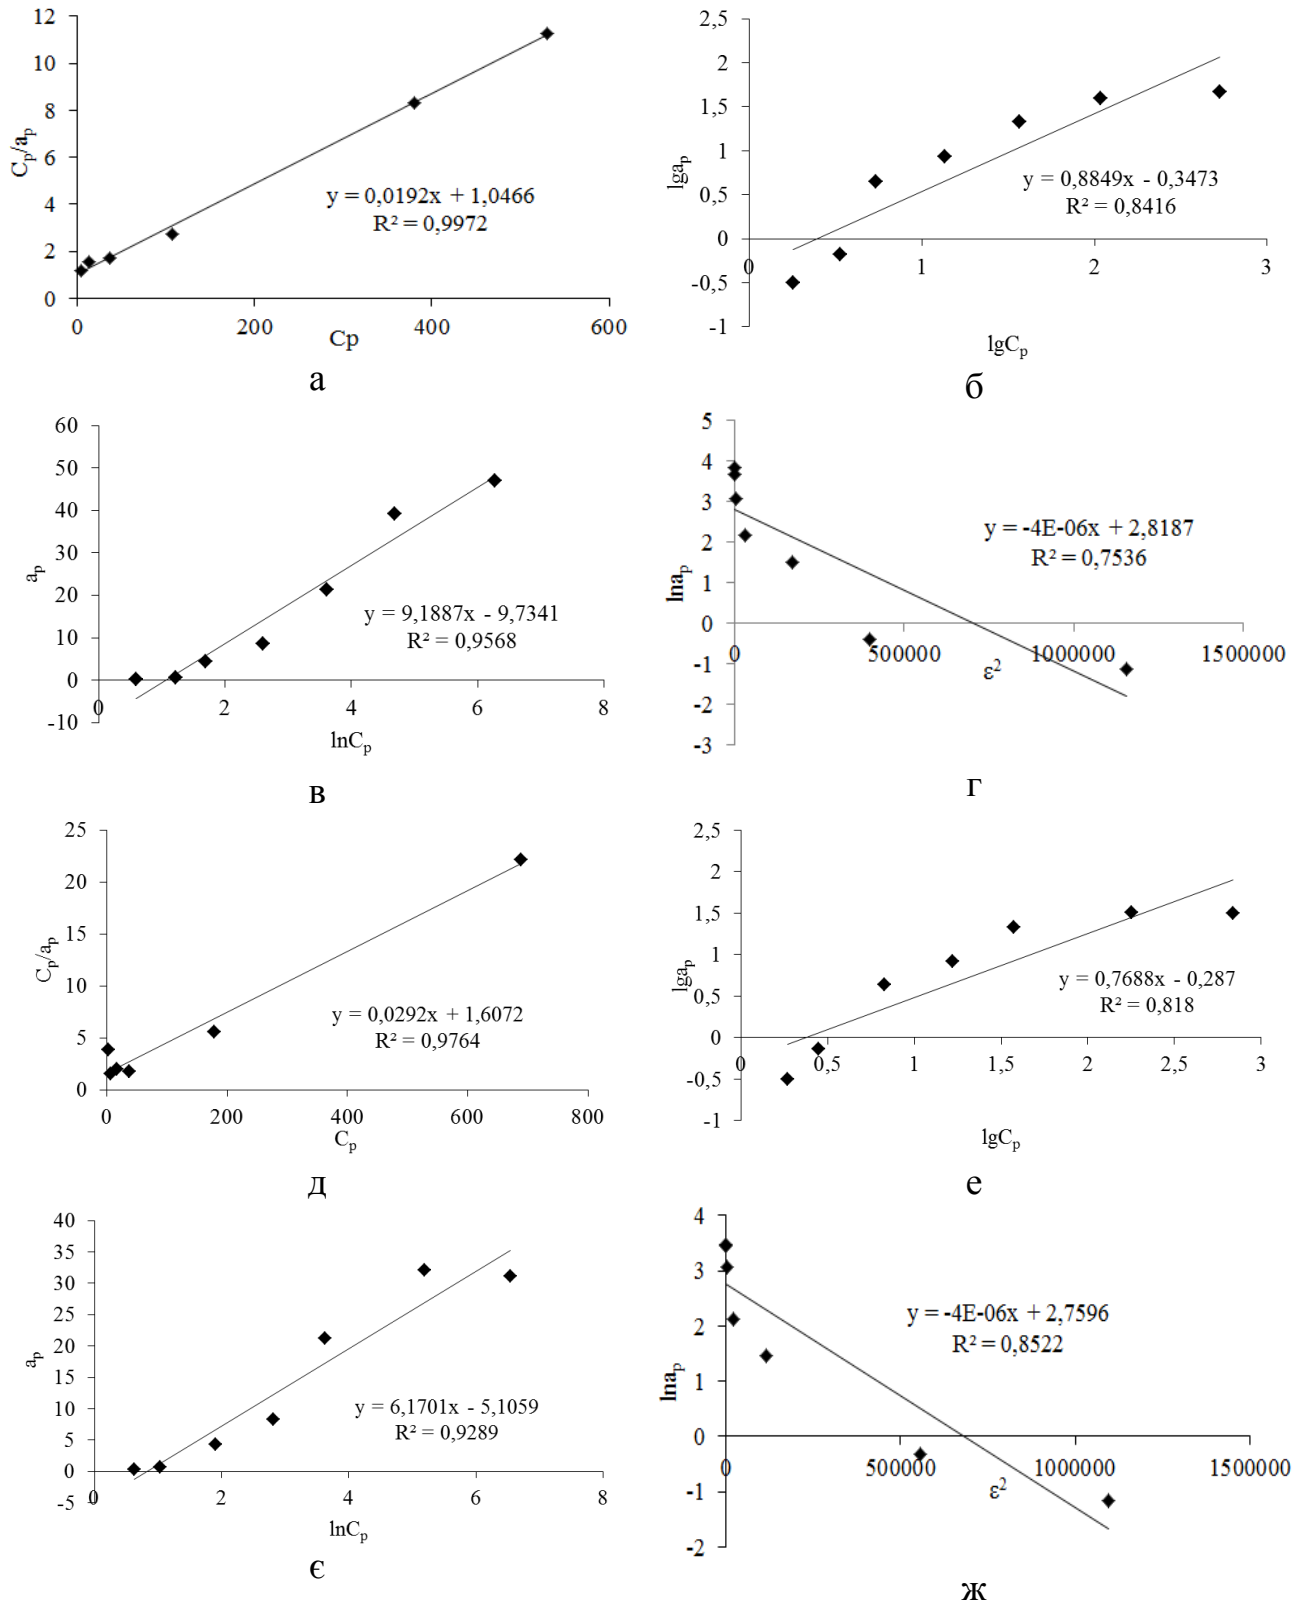 12
10
8
6
4
2
0
0 200 400 600
Cp/ap
y = 0,0192x + 1,0466
R² = 0,9972
Cp
а
2,5
2
1,5
1
0,5
0
-0,5
-1
0 1 2 3
lgap
y = 0,8849x - 0,3473
R² = 0,8416
lgCp
б
60
50
40
30
20
10
0
-10
0 2 4 6 8
ap
y = 9,1887x - 9,7341
R² = 0,9568
lnCp
в
5
4
3
2
1
0
-1
-2
-3
0 500000 1000000 1500000
lnap
y = -4E-06x + 2,8187
R² = 0,7536
ε²
г
25
20
15
10
5
0
0 200 400 600 800
Cp/ap
y = 0,0292x + 1,6072
R² = 0,9764
Cp
д
2,5
2
1,5
1
0,5
0
-0,5
-1
0 0,5 1 1,5 2 2,5 3
lgap
y = 0,7688x - 0,287
R² = 0,818
lgCp
е
40
35
30
25
20
15
10
5
0
-5
0 2 4 6 8
ap
y = 6,1701x - 5,1059
R² = 0,9289
lnCp
є
4
3
2
1
0
-1
-2
0 500000 1000000 1500000
lnap
y = -4E-06x + 2,7596
R² = 0,8522
ε²
ж